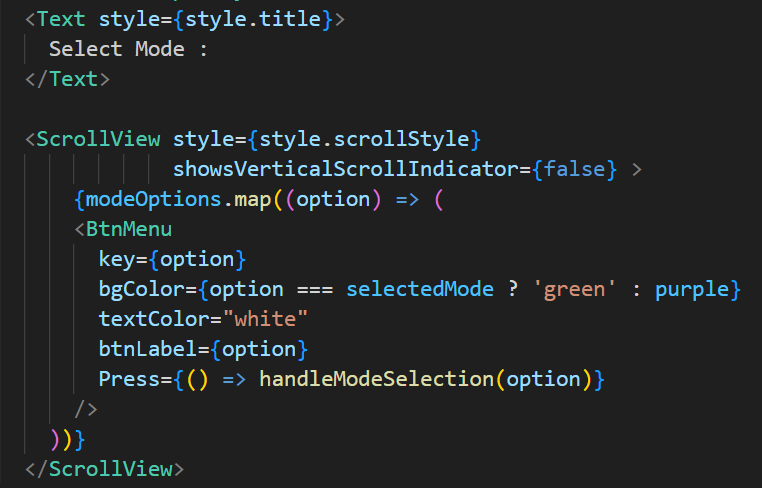 <Text style={style.title}>
Select Mode :
</Text>
<ScrollView style={style.scrollStyle}
showsVerticalScrollIndicator={false} >
{modeOptions.map((option) => (
<BtnMenu
key={option}
bgColor={option === selectedMode ? 'green' : purple}
textColor="white"
btnLabel={option}
Press={() => handleModeSelection(option)}
/>
))}
</ScrollView>